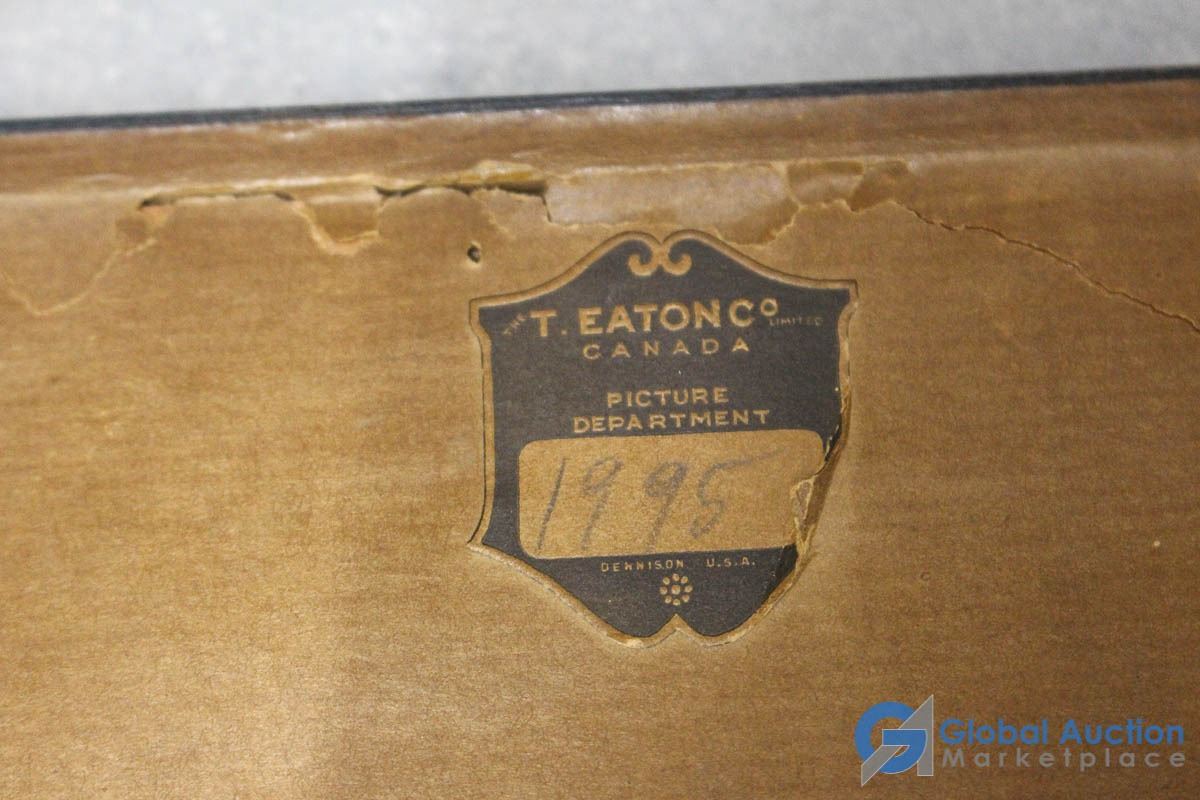 THE T. EATON Co LIMITED
CANADA
PICTURE
DEPARTMENT
1995
DENNISON U.S.A.
Global Auction
Marketplace